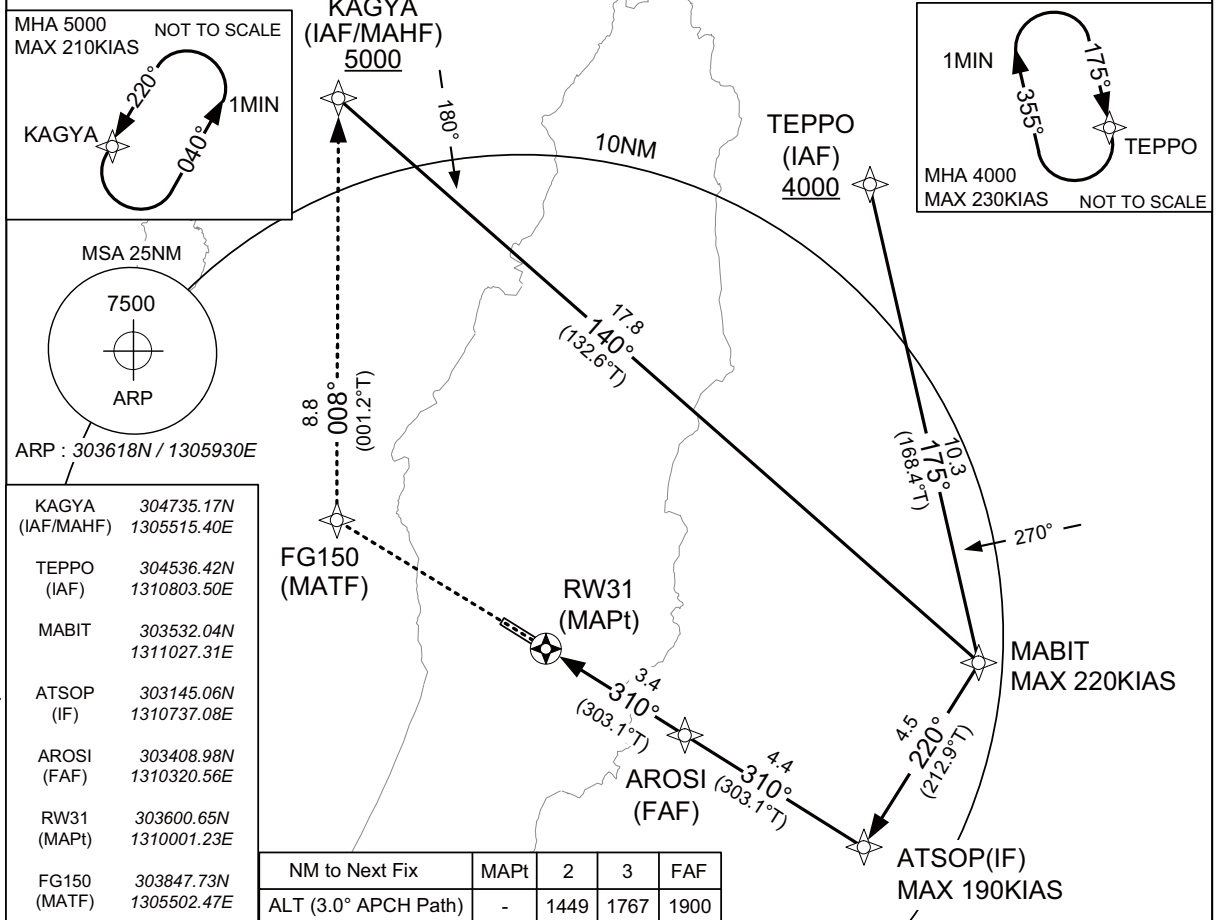 MHA 5000
MAX 210KIAS
NOT TO SCALE
220°
1MIN
KAGYA
040°
KAGYA
(IAF/MAHF)
5000
180°
10NM
TEPPO
(IAF)
4000
1MIN
175°
355°
TEPPO
MHA 4000
MAX 230KIAS
NOT TO SCALE
MSA 25NM
7500
ARP
ARP : 303618N / 1305930E
17.8
140°
(132.6°T)
8.8
008°
(001.2°T)
10.3
175°
(168.4°T)
270°
FG150
(MATF)
RW31
(MAPt)
MABIT
MAX 220KIAS
3.4
310°
(303.1°T)
AROSI
(FAF)
4.4
310°
(303.1°T)
4.5
220°
(212.9°T)
ATSOP(IF)
MAX 190KIAS
KAGYA 304735.17N
(IAF/MAHF) 1305515.40E
TEPPO 304536.42N
(IAF) 1310803.50E
MABIT 303532.04N
1311027.31E
ATSOP 303145.06N
(IF) 1310737.08E
AROSI 303408.98N
(FAF) 1310320.56E
RW31 303600.65N
(MAPt) 1310001.23E
FG150 303847.73N
(MATF) 1305502.47E
NM to Next Fix MAPt 2 3 FAF
ALT (3.0° APCH Path) - 1449 1767 1900